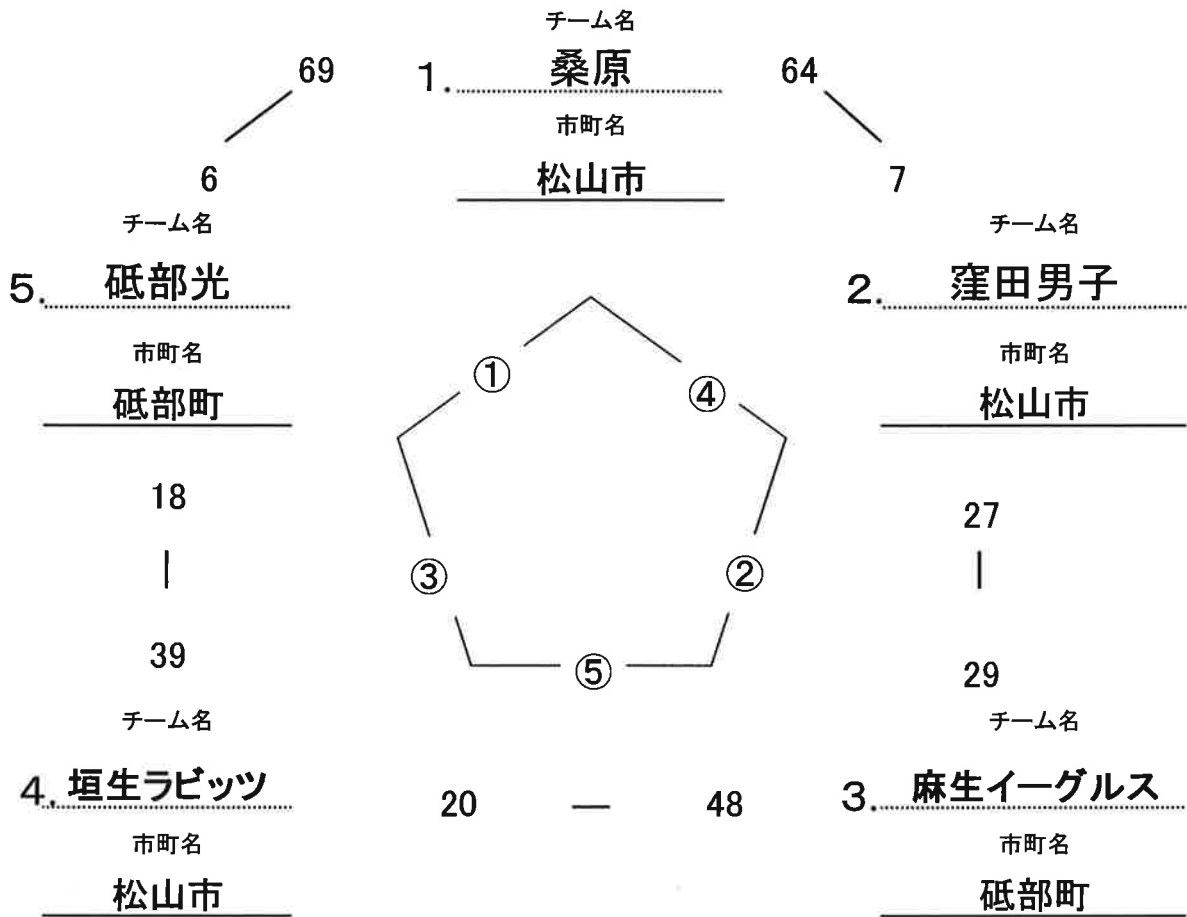 チーム名
69 1. 桑原 64
市町名
6 松山市 7
チーム名 チーム名
5. 砥部光 2. 窪田男子
市町名 市町名
① ④
砥部町 松山市
18 27
③ ②
39 29
⑤
チーム名 チーム名
4. 垣生ラビッツ 20 — 48 3. 麻生イーグルス
市町名 市町名
松山市 砥部町